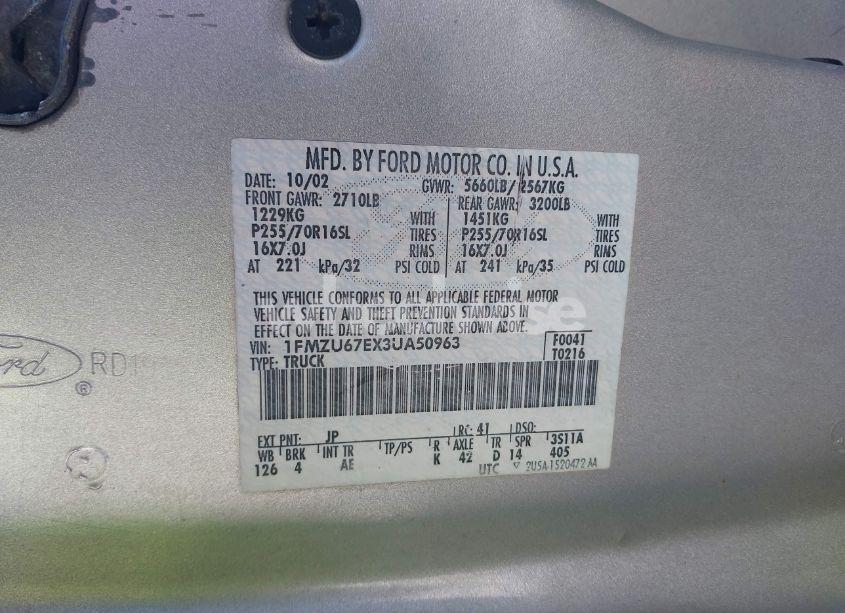 MFD. BY FORD MOTOR CO. IN U.S.A.
DATE: 10/02 GVWR: 5660LB/ 2567KG
FRONT GAWR: 2710LB REAR GAWR: 3200LB
1229KG WITH 1451KG WITH
P255/70R16SL TIRES P255/70R16SL TIRES
16X7.0J RIMS 16X7.0J RIMS
AT 221 kPa/32 PSI COLD AT 241 kPa/35 PSI COLD
THIS VEHICLE CONFORMS TO ALL APPLICABLE FEDERAL MOTOR
VEHICLE SAFETY AND THEFT PREVENTION STANDARDS IN
EFFECT ON THE DATE OF MANUFACTURE SHOWN ABOVE.
VIN: 1FMZU67EX3UA50963 F0041
TYPE: TRUCK T0216
EXT PNT: JP RC: 41 DSO:
WB BRK INT TR TP/PS R AXLE TR SPR 3S11A
126 4 AE K 42 D 14 405
UTC ▽ 2U5A-1520472 AA
Ford ® RD